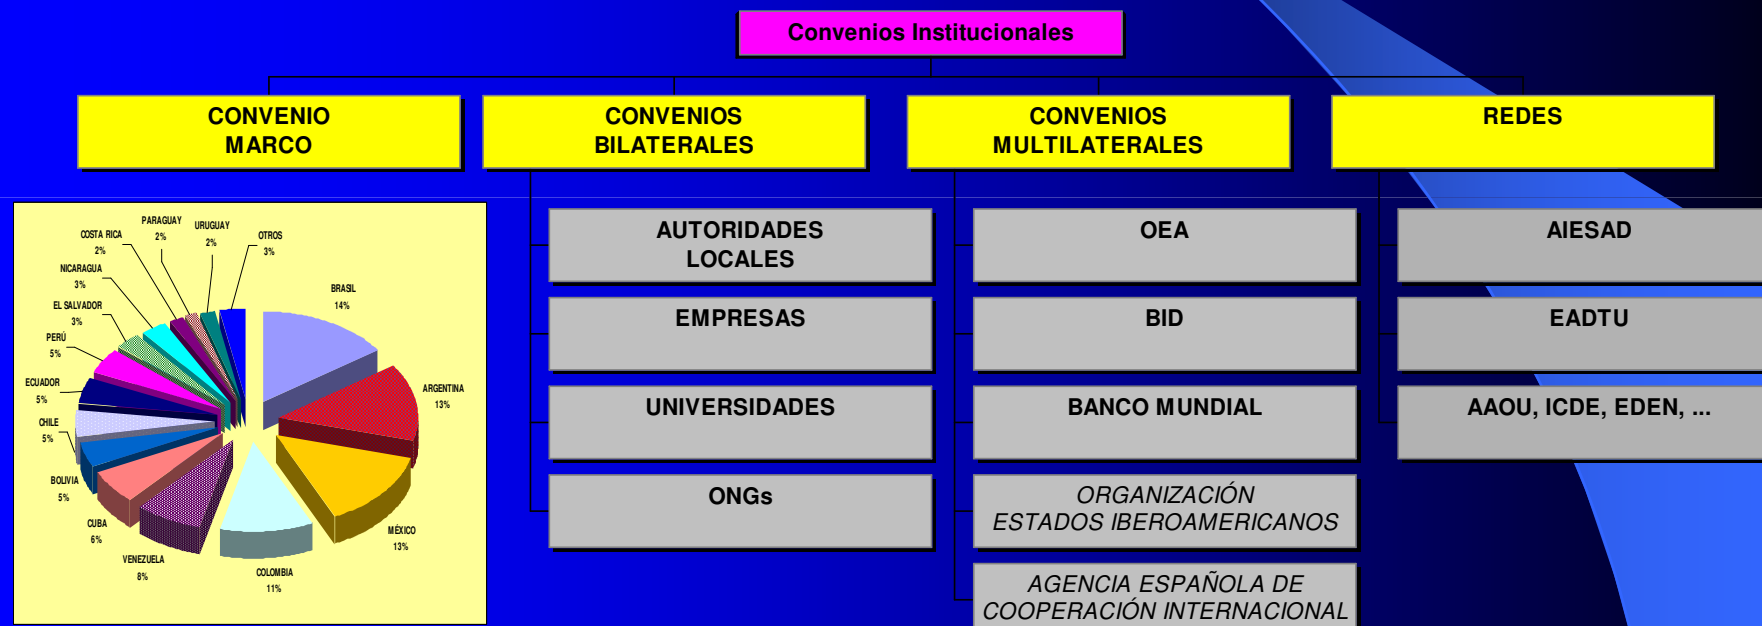 Convenios Institucionales
CONVENIO
MARCO
CONVENIOS
BILATERALES
CONVENIOS
MULTILATERALES
REDES
AUTORIDADES
LOCALES
EMPRESAS
UNIVERSIDADES
ONGs
OEA
BID
BANCO MUNDIAL
ORGANIZACIÓN
ESTADOS IBEROAMERICANOS
AGENCIA ESPAÑOLA DE
COOPERACIÓN INTERNACIONAL
AIESAD
EADTU
AAOU, ICDE, EDEN, ...
BRASIL
14%
ARGENTINA
13%
MÉXICO
13%
COLOMBIA
11%
VENEZUELA
8%
CUBA
6%
BOLIVIA
5%
CHILE
5%
ECUADOR
5%
PERÚ
5%
EL SALVADOR
3%
NICARAGUA
3%
COSTA RICA
2%
PARAGUAY
2%
URUGUAY
2%
OTROS
3%